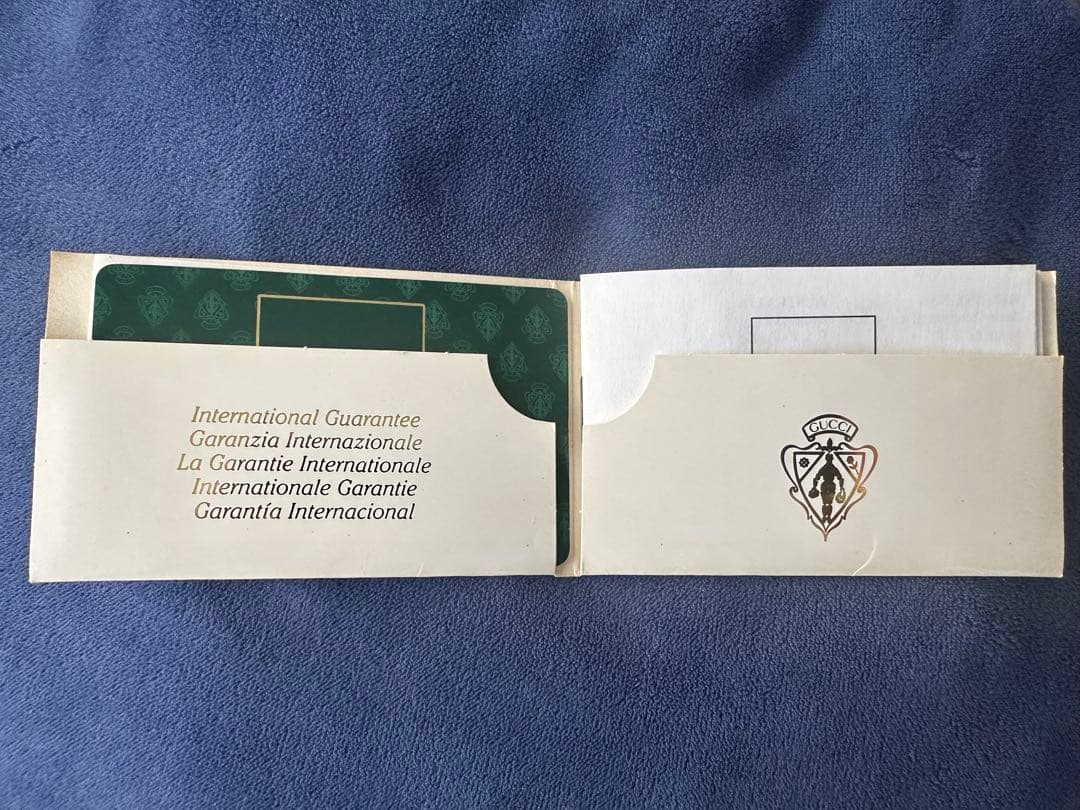 International Guarantee
Garanzia Internazionale
La Garantie Internationale
Internationale Garantie
Garantía Internacional
GUCCI